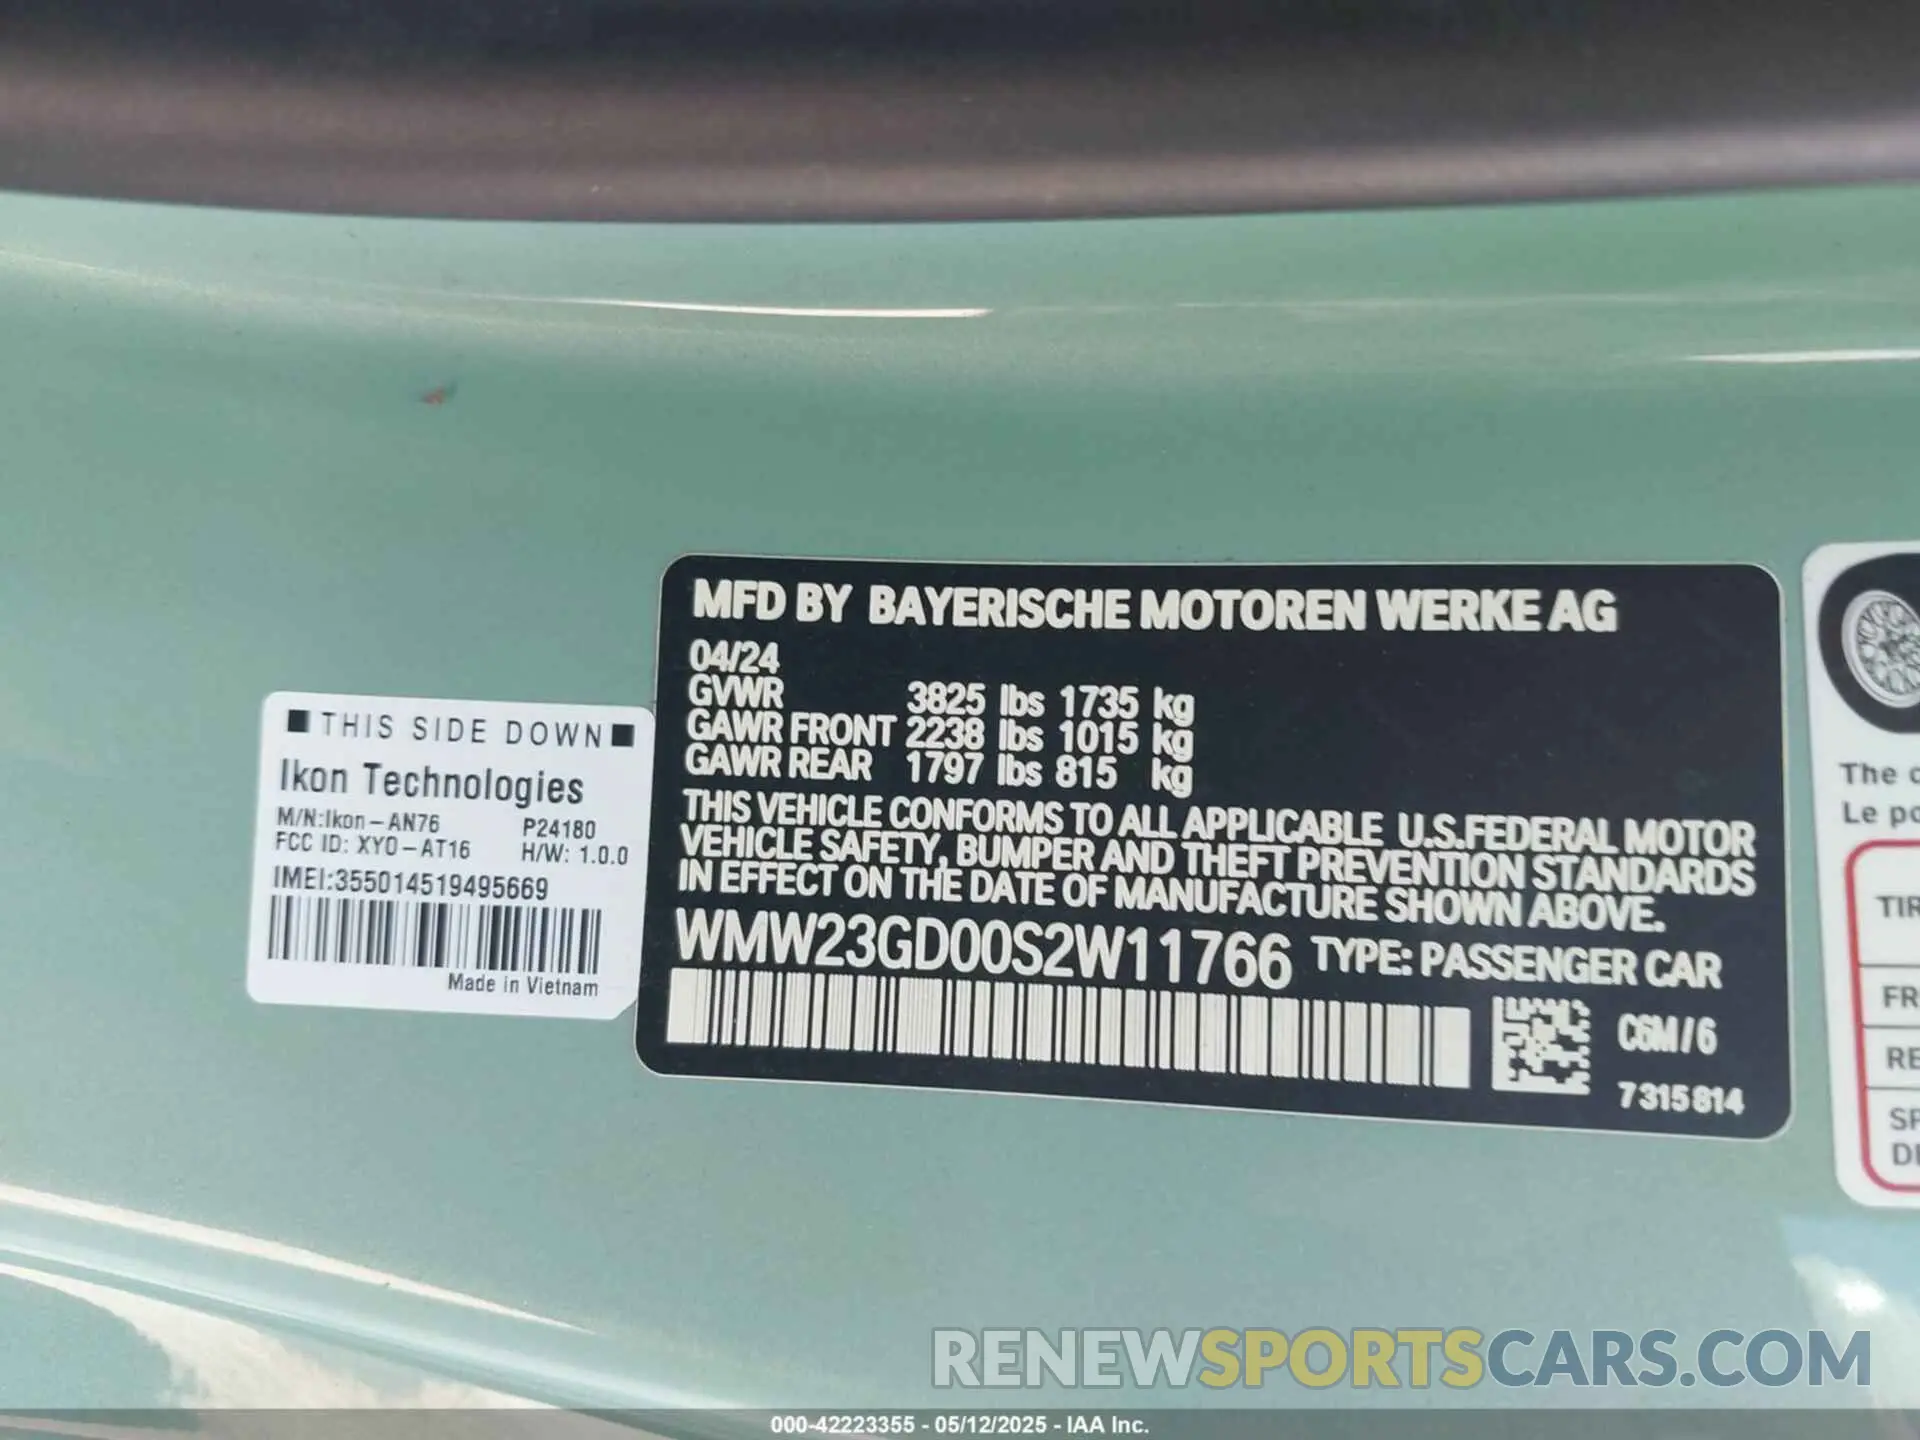 ■ THIS SIDE DOWN ■
Ikon Technologies
M/N:Ikon-AN76 P24180
FCC ID: XYO-AT16 H/W: 1.0.0
IMEI:355014519495669
Made in Vietnam
MFD BY BAYERISCHE MOTOREN WERKE AG
04/24
GVWR 3825 lbs 1735 kg
GAWR FRONT 2238 lbs 1015 kg
GAWR REAR 1797 lbs 815 kg
THIS VEHICLE CONFORMS TO ALL APPLICABLE U.S.FEDERAL MOTOR
VEHICLE SAFETY, BUMPER AND THEFT PREVENTION STANDARDS
IN EFFECT ON THE DATE OF MANUFACTURE SHOWN ABOVE.
WMW23GD00S2W11766 TYPE: PASSENGER CAR
C6M/6
7315814
The
Le
RENEWSPORTSCARS.COM
000-42223355 - 05/12/2025 - IAA Inc.